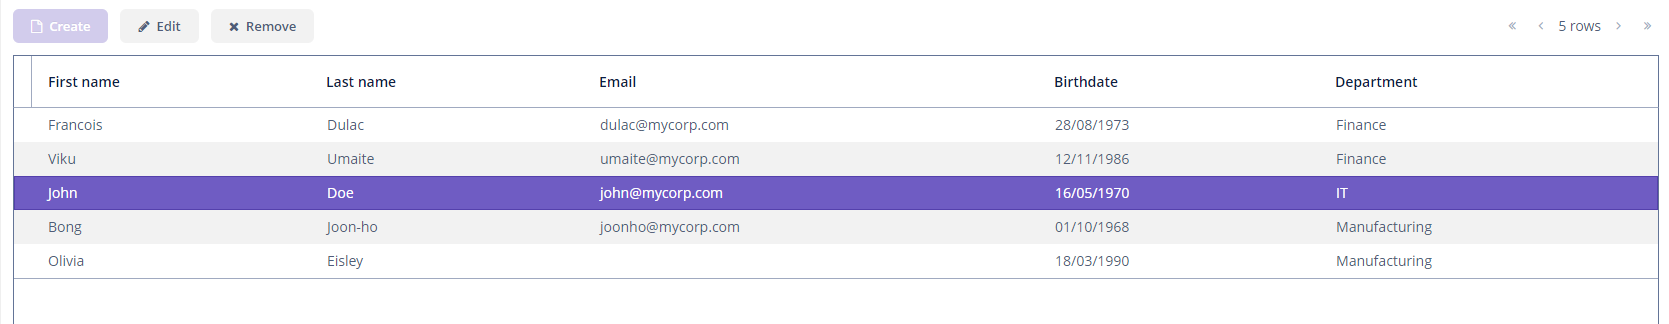 Create Edit Remove « ‹ 5 rows › »
First name Last name Email Birthdate Department
Francois Dulac dulac@mycorp.com 28/08/1973 Finance
Viku Umaite umaite@mycorp.com 12/11/1986 Finance
John Doe john@mycorp.com 16/05/1970 IT
Bong Joon-ho joonho@mycorp.com 01/10/1968 Manufacturing
Olivia Eisley 18/03/1990 Manufacturing